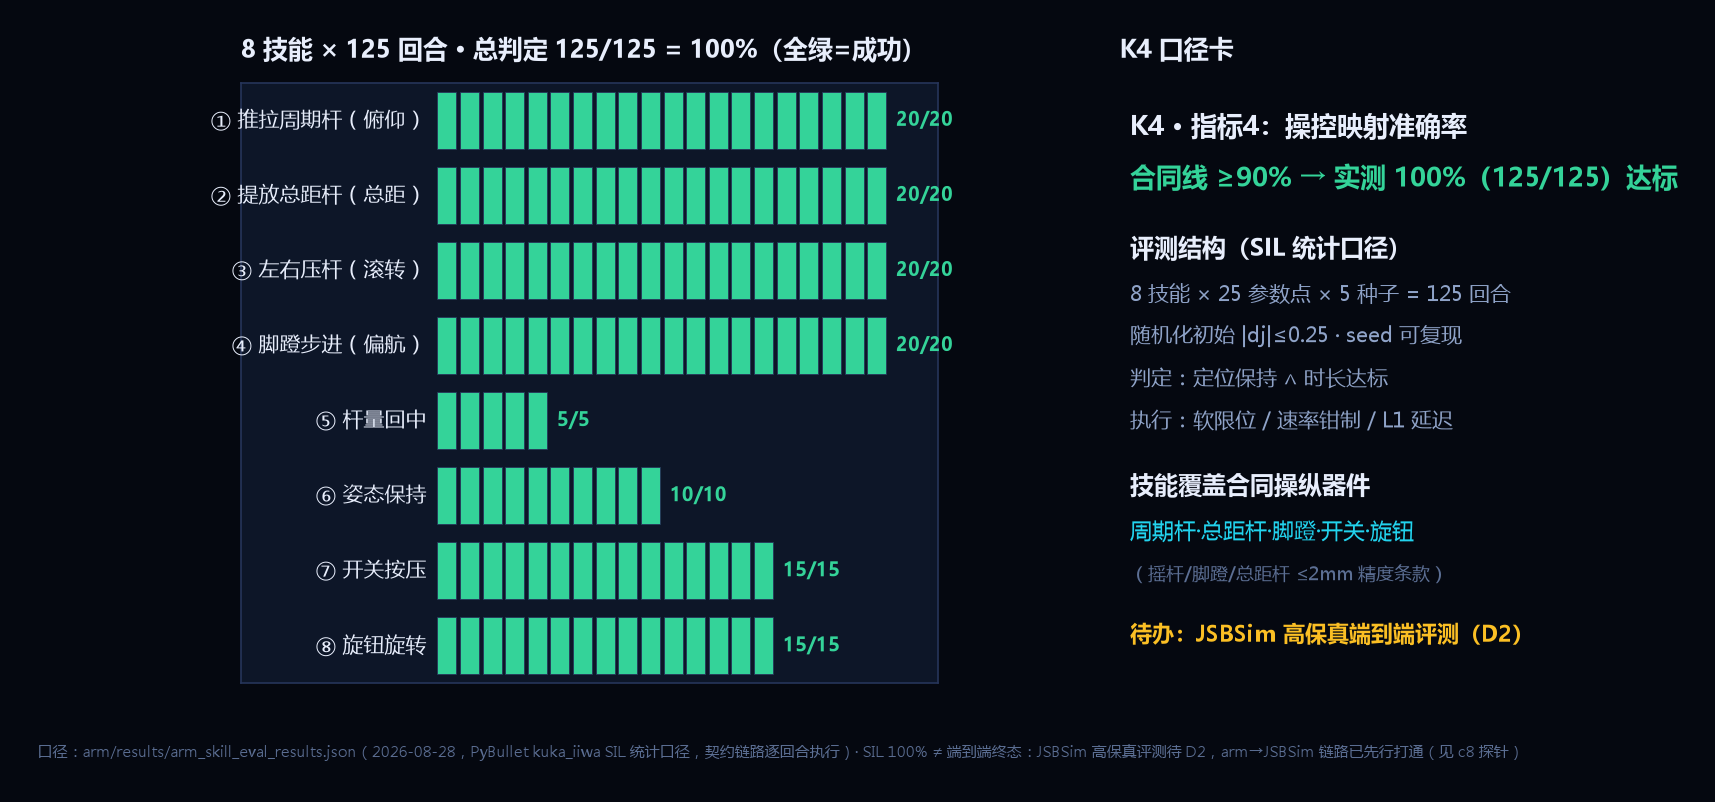 8 技能 × 125 回合 • 总判定 125/125 = 100%（全绿=成功）
① 推拉周期杆（俯仰） 20/20
② 提放总距杆（总距） 20/20
③ 左右压杆（滚转） 20/20
④ 脚蹬步进（偏航） 20/20
⑤ 杆量回中 5/5
⑥ 姿态保持 10/10
⑦ 开关按压 15/15
⑧ 旋钮旋转 15/15
K4 口径卡
K4 • 指标4：操控映射准确率
合同线 ≥90% → 实测 100%（125/125）达标
评测结构（SIL 统计口径）
8 技能 × 25 参数点 × 5 种子 = 125 回合
随机化初始 |dj|≤0.25 · seed 可复现
判定：定位保持 ∧ 时长达标
执行：软限位 / 速率钳制 / L1 延迟
技能覆盖合同操纵器件
周期杆·总距杆·脚蹬·开关·旋钮
（摇杆/脚蹬/总距杆 ≤2mm 精度条款）
待办：JSBSim 高保真端到端评测（D2）
口径：arm/results/arm_skill_eval_results.json（2026-08-28，PyBullet kuka_iiwa SIL 统计口径，契约链路逐回合执行）· SIL 100% ≠ 端到端终态：JSBSim 高保真评测待 D2，arm→JSBSim 链路已先行打通（见 c8 探针）